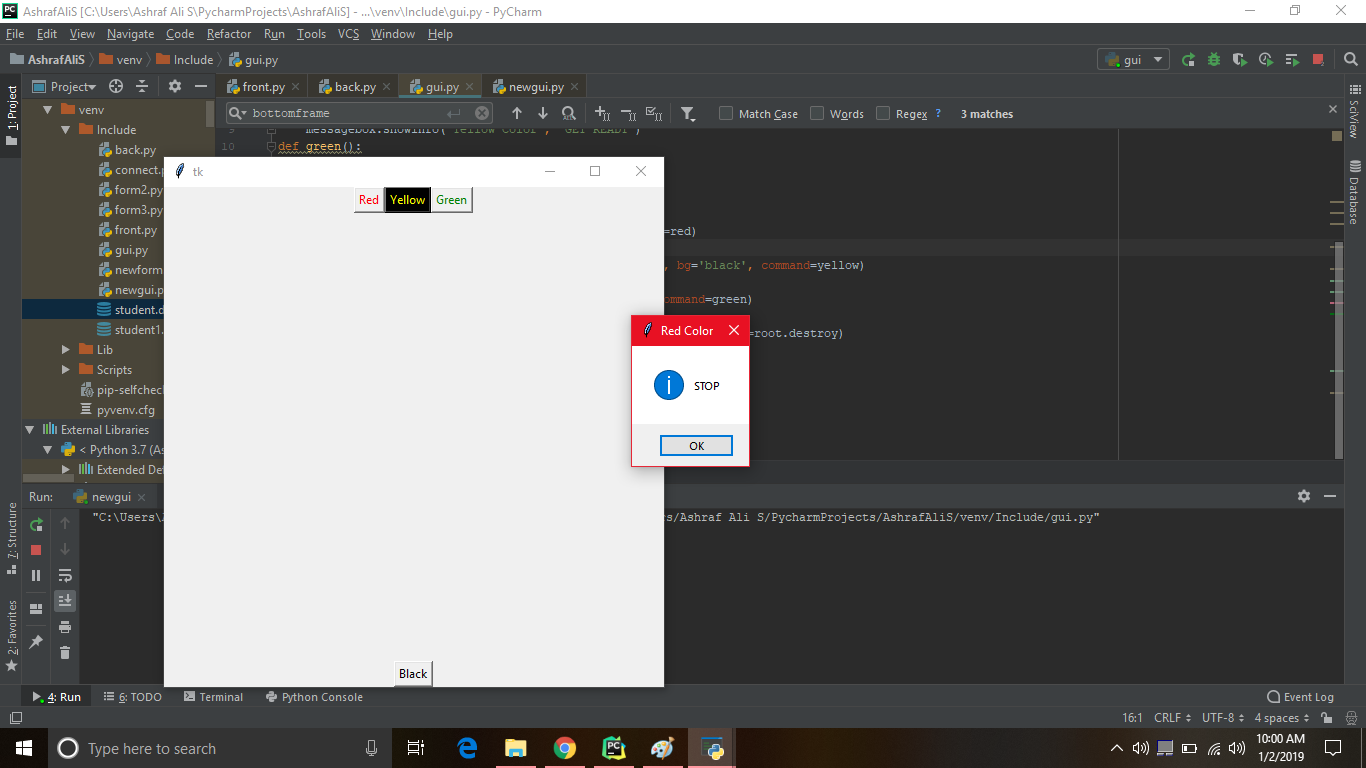 AshrafAliS [C:\Users\Ashraf Ali S\PycharmProjects\AshrafAliS] - ...\venv\Include\gui.py - PyCharm
File Edit View Navigate Code Refactor Run Tools VCS Window Help
AshrafAliS venv Include gui.py gui
1: Project
Project front.py back.py gui.py newgui.py
bottomframe Match Case Words Regex ? 3 matches
SciView
Database
venv
Include
back.py
connect.p
form2.py
form3.py
front.py
gui.py
newform
newgui.p
student.d
student1.
Lib
Scripts
pip-selfchec
pyvenv.cfg
External Libraries
< Python 3.7 (As
Extended Def
9 messagebox.showinfo('Yellow Color', 'GET READY')
10 def green():
=red)
, bg='black', command=yellow)
ommand=green)
=root.destroy)
tk
Red Yellow Green
Black
Red Color
STOP
OK
Run: newgui
7: Structure
2: Favorites
"C:\Users\
s/Ashraf Ali S/PycharmProjects/AshrafAliS/venv/Include/gui.py"
4: Run 6: TODO Terminal Python Console Event Log
16:1 CRLF UTF-8 4 spaces
Type here to search
10:00 AM
1/2/2019